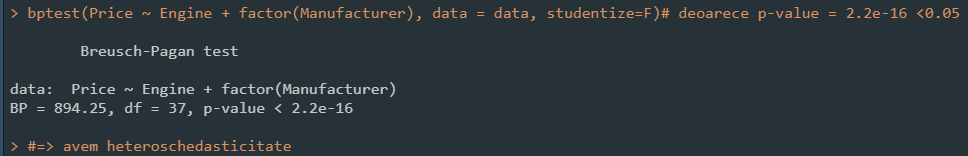 > bptest(Price ~ Engine + factor(Manufacturer), data = data, studentize=F)# deoarece p-value = 2.2e-16 <0.05
Breusch-Pagan test
data:  Price ~ Engine + factor(Manufacturer)
BP = 894.25, df = 37, p-value < 2.2e-16
> #=> avem heteroschedasticitate